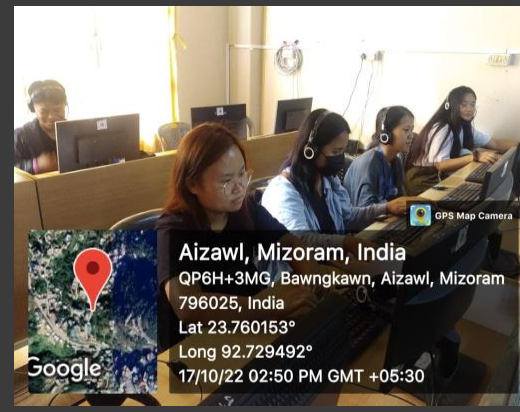 GPS Map Camera
Aizawl, Mizoram, India
QP6H+3MG, Bawngkawn, Aizawl, Mizoram
796025, India
Lat 23.760153°
Long 92.729492°
17/10/22 02:50 PM GMT +05:30
Google